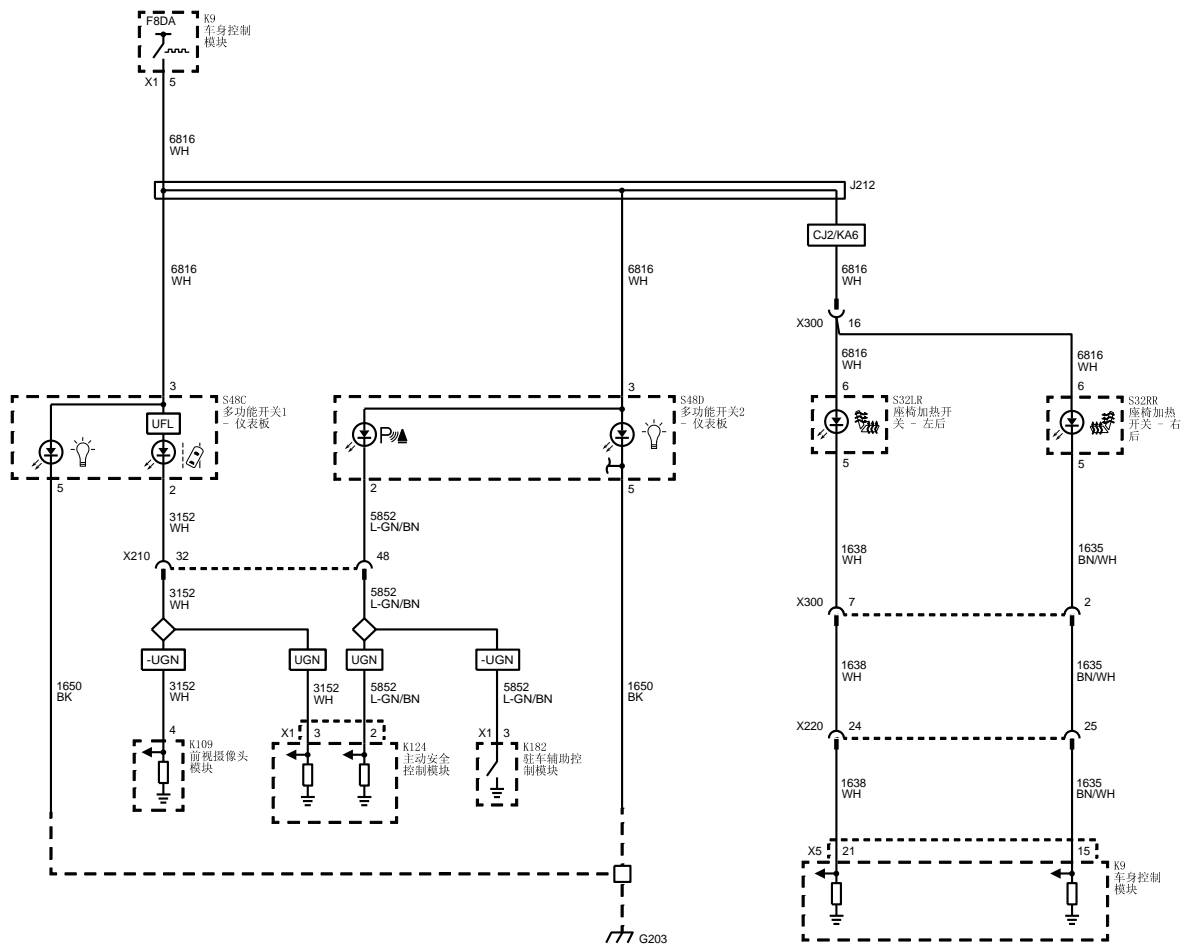 F8DA
K9
车身控制
模块
X1 5
6816
WH
J212
CJ2/KA6
6816
WH
6816
WH
6816
WH
X300 16
6816
WH
6816
WH
3
S48C
多功能开关1
- 仪表板
UFL
5
2
3
S48D
多功能开关2
- 仪表板
P
2
5
6
S32LR
座椅加热开
关 - 左后
5
6
S32RR
座椅加热
开关 - 右
后
5
3152
WH
5852
L-GN/BN
X210 32
48
3152
WH
5852
L-GN/BN
1638
WH
1635
BN/WH
X300 7
2
-UGN
UGN
UGN
-UGN
1650
BK
3152
WH
3152
WH
5852
L-GN/BN
5852
L-GN/BN
1650
BK
1638
WH
1635
BN/WH
X220 24
25
4
K109
前视摄像头
模块
X1 3
2
K124
主动安全
控制模块
X1 3
K182
驻车辅助控
制模块
1638
WH
1635
BN/WH
X5 21
15
K9
车身控制
模块
G203